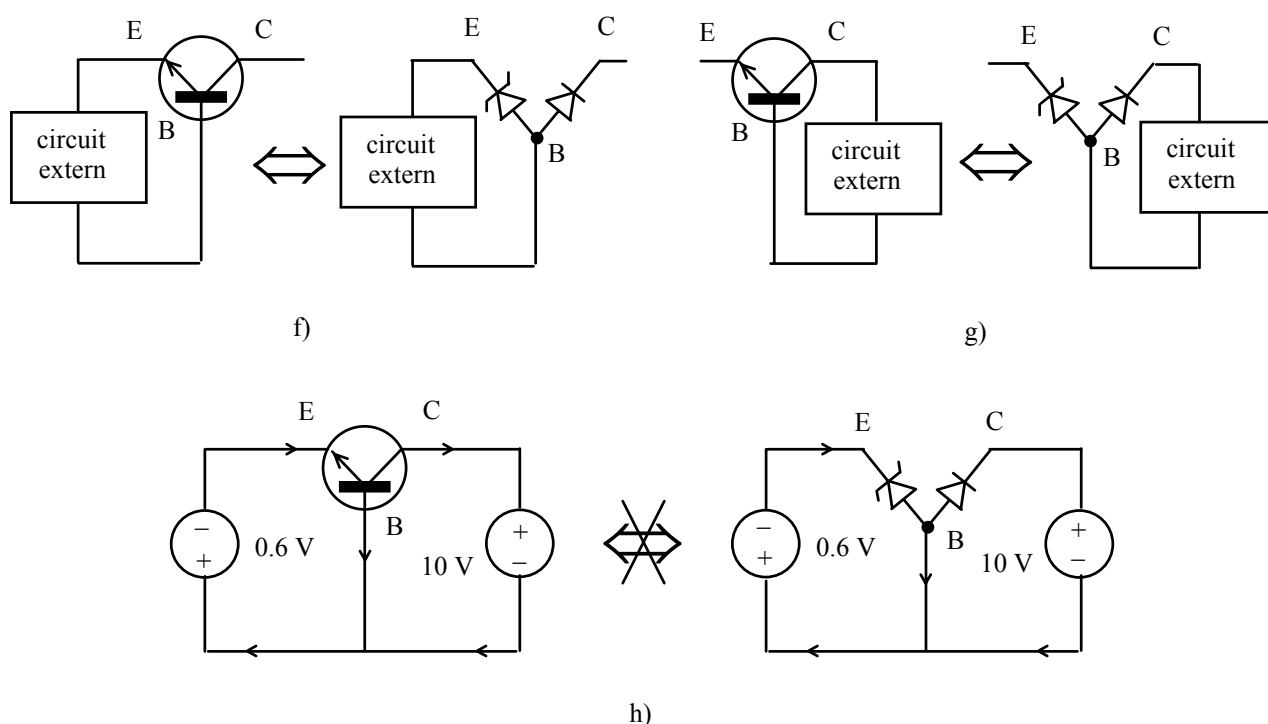 E C
B
circuit
extern
E C
B
circuit
extern
f)
E C
B
circuit
extern
E C
B
circuit
extern
g)
E C
B
− + 0.6 V
10 V + −
E C
B
− + 0.6 V
10 V + −
h)